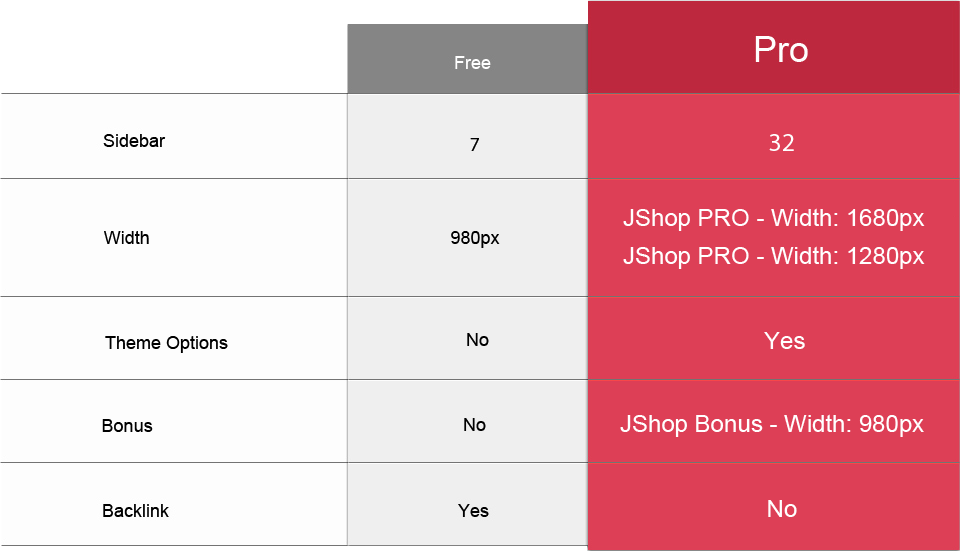 Free
Pro
Sidebar
7
32
Width
980px
JShop PRO - Width: 1680px
JShop PRO - Width: 1280px
Theme Options
No
Yes
Bonus
No
JShop Bonus - Width: 980px
Backlink
Yes
No